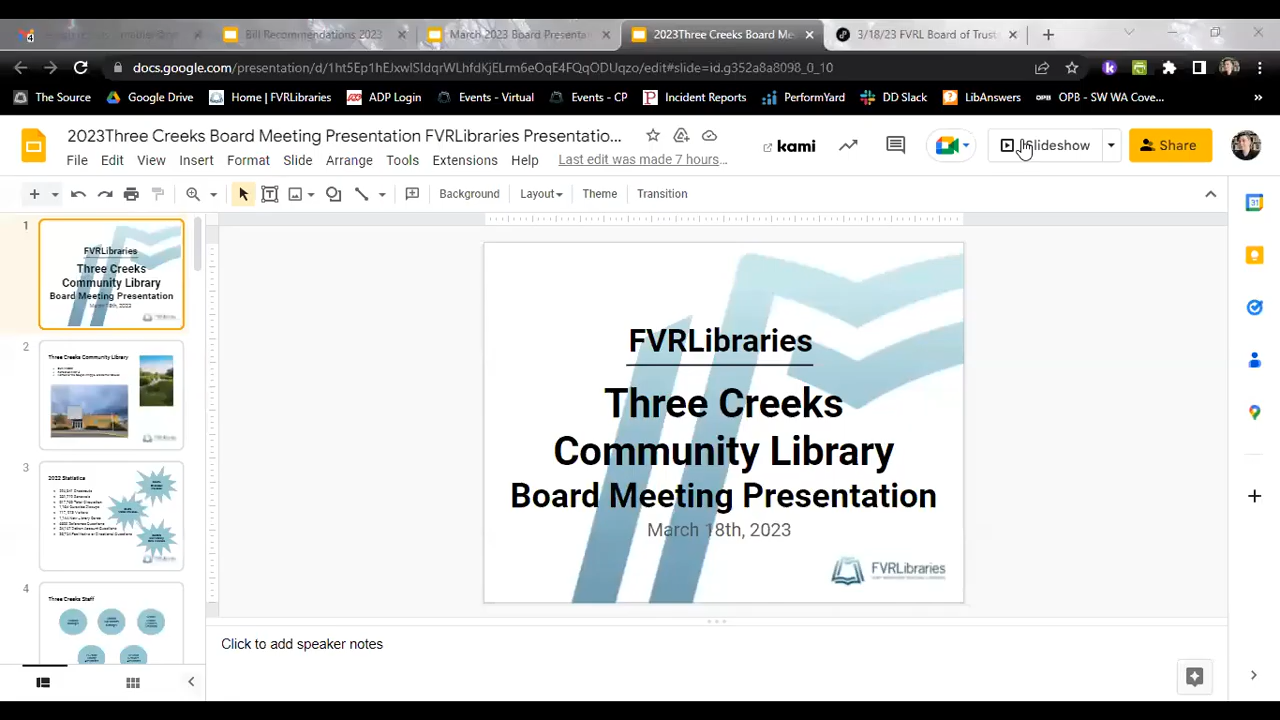 4
Bill Recommendations 2023
March 2023 Board Presenta
2023Three Creeks Board Me
3/18/23 FVRL Board of Trust
docs.google.com/presentation/d/1ht5Ep1hEJxwlSIdqrWLhfdKjELrm6eOqE4FQqODUqzo/edit#slide=id.g352a8a8098_0_10
The Source
Google Drive
Home | FVRLibraries
ADP Login
Events - Virtual
Events - CP
Incident Reports
PerformYard
DD Slack
LibAnswers
OPB - SW WA Cove...
2023Three Creeks Board Meeting Presentation FVRLibraries Presentatio...
kami
Slideshow
Share
File Edit View Insert Format Slide Arrange Tools Extensions Help Last edit was made 7 hours...
Background Layout Theme Transition
1
FVRLibraries
Three Creeks
Community Library
Board Meeting Presentation
March 18th, 2023
2
Three Creeks Community Library
3
2022 Statistics
4
Three Creeks Staff
FVRLibraries
Three Creeks
Community Library
Board Meeting Presentation
March 18th, 2023
FVRLibraries
Click to add speaker notes
31